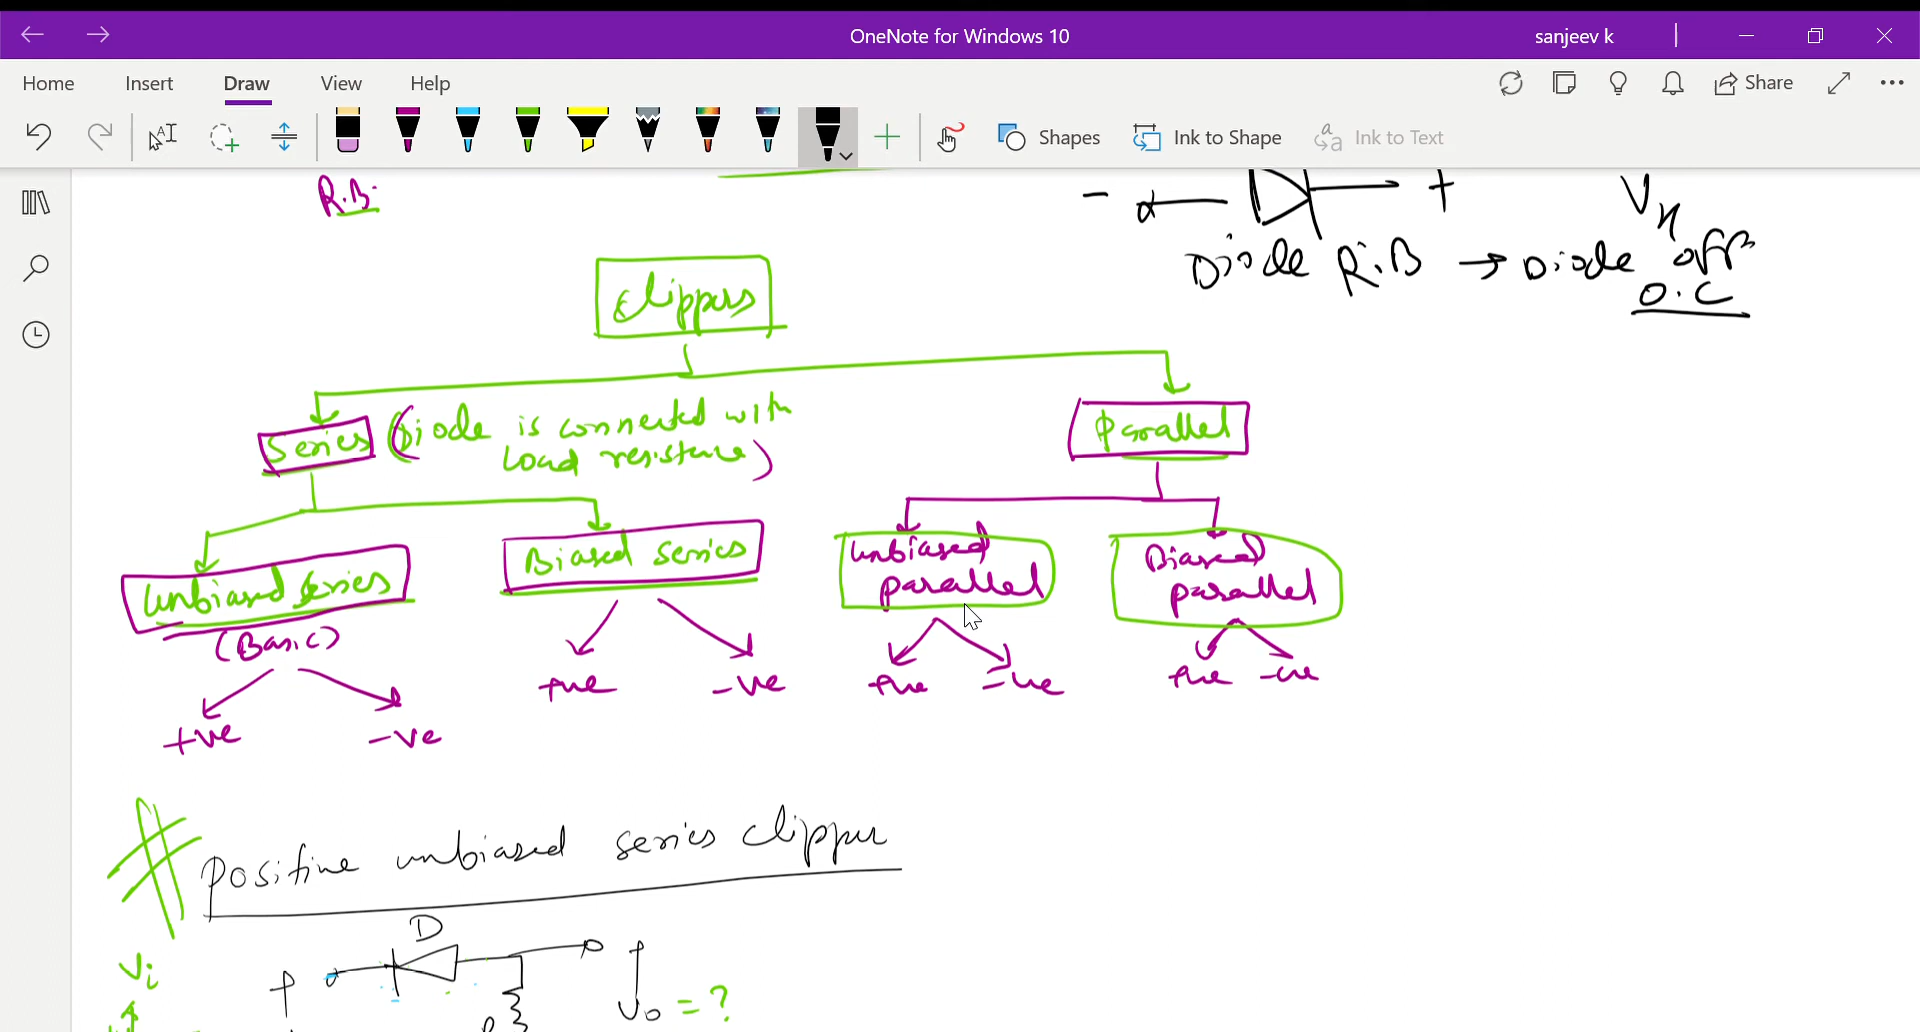 OneNote for Windows 10
sanjeev k
Home Insert Draw View Help
Share
Shapes Ink to Shape Ink to Text
R.B.
- +
Diode R.B → Diode off
O.C
Clippers
Series (Diode is connected with
Load resistance)
Parallel
Unbiased Series
(Basic)
Biased series
Unbiased
parallel
Biased
parallel
+ve -ve
+ve -ve
+ve -ve
+ve -ve
# Positive unbiased series clipper
D
Vi
+
Vo = ?